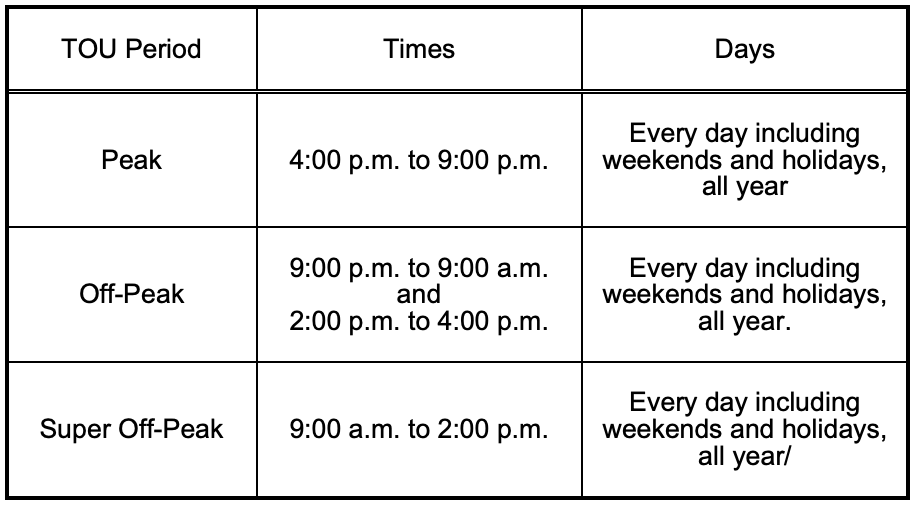 TOU Period
Times
Days
Peak
4:00 p.m. to 9:00 p.m.
Every day including
weekends and holidays,
all year
Off-Peak
9:00 p.m. to 9:00 a.m.
and
2:00 p.m. to 4:00 p.m.
Every day including
weekends and holidays,
all year.
Super Off-Peak
9:00 a.m. to 2:00 p.m.
Every day including
weekends and holidays,
all year/